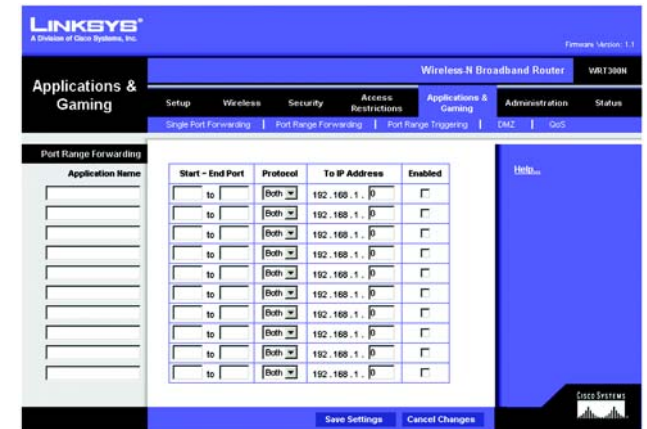 LINKSYS®
A Division of Cisco Systems, Inc.
Firmware Version: 1.1
Wireless-N Broadband Router WRT300N
Applications & Gaming
Setup Wireless Security Access Restrictions Applications & Gaming Administration Status
Single Port Forwarding | Port Range Forwarding | Port Range Triggering | DMZ | QoS
Port Range Forwarding
Application Name Start ~ End Port Protocol To IP Address Enabled
Help...
to Both 192.168.1. 0
to Both 192.168.1. 0
to Both 192.168.1. 0
to Both 192.168.1. 0
to Both 192.168.1. 0
to Both 192.168.1. 0
to Both 192.168.1. 0
to Both 192.168.1. 0
to Both 192.168.1. 0
to Both 192.168.1. 0
Save Settings Cancel Changes
CISCO SYSTEMS